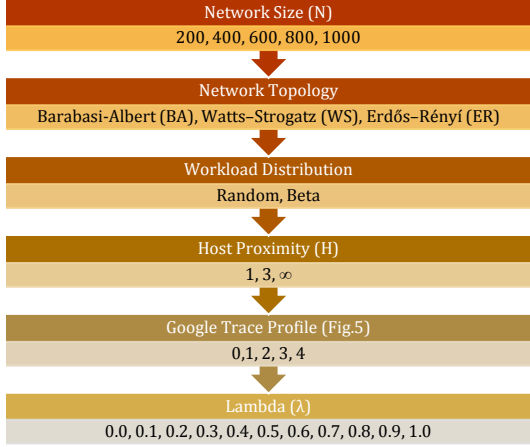 Network Size (N)
200, 400, 600, 800, 1000
Network Topology
Barabasi-Albert (BA), Watts–Strogatz (WS), Erdős–Rényí (ER)
Workload Distribution
Random, Beta
Host Proximity (H)
1, 3, ∞
Google Trace Profile (Fig.5)
0,1, 2, 3, 4
Lambda (λ)
0.0, 0.1, 0.2, 0.3, 0.4, 0.5, 0.6, 0.7, 0.8, 0.9, 1.0